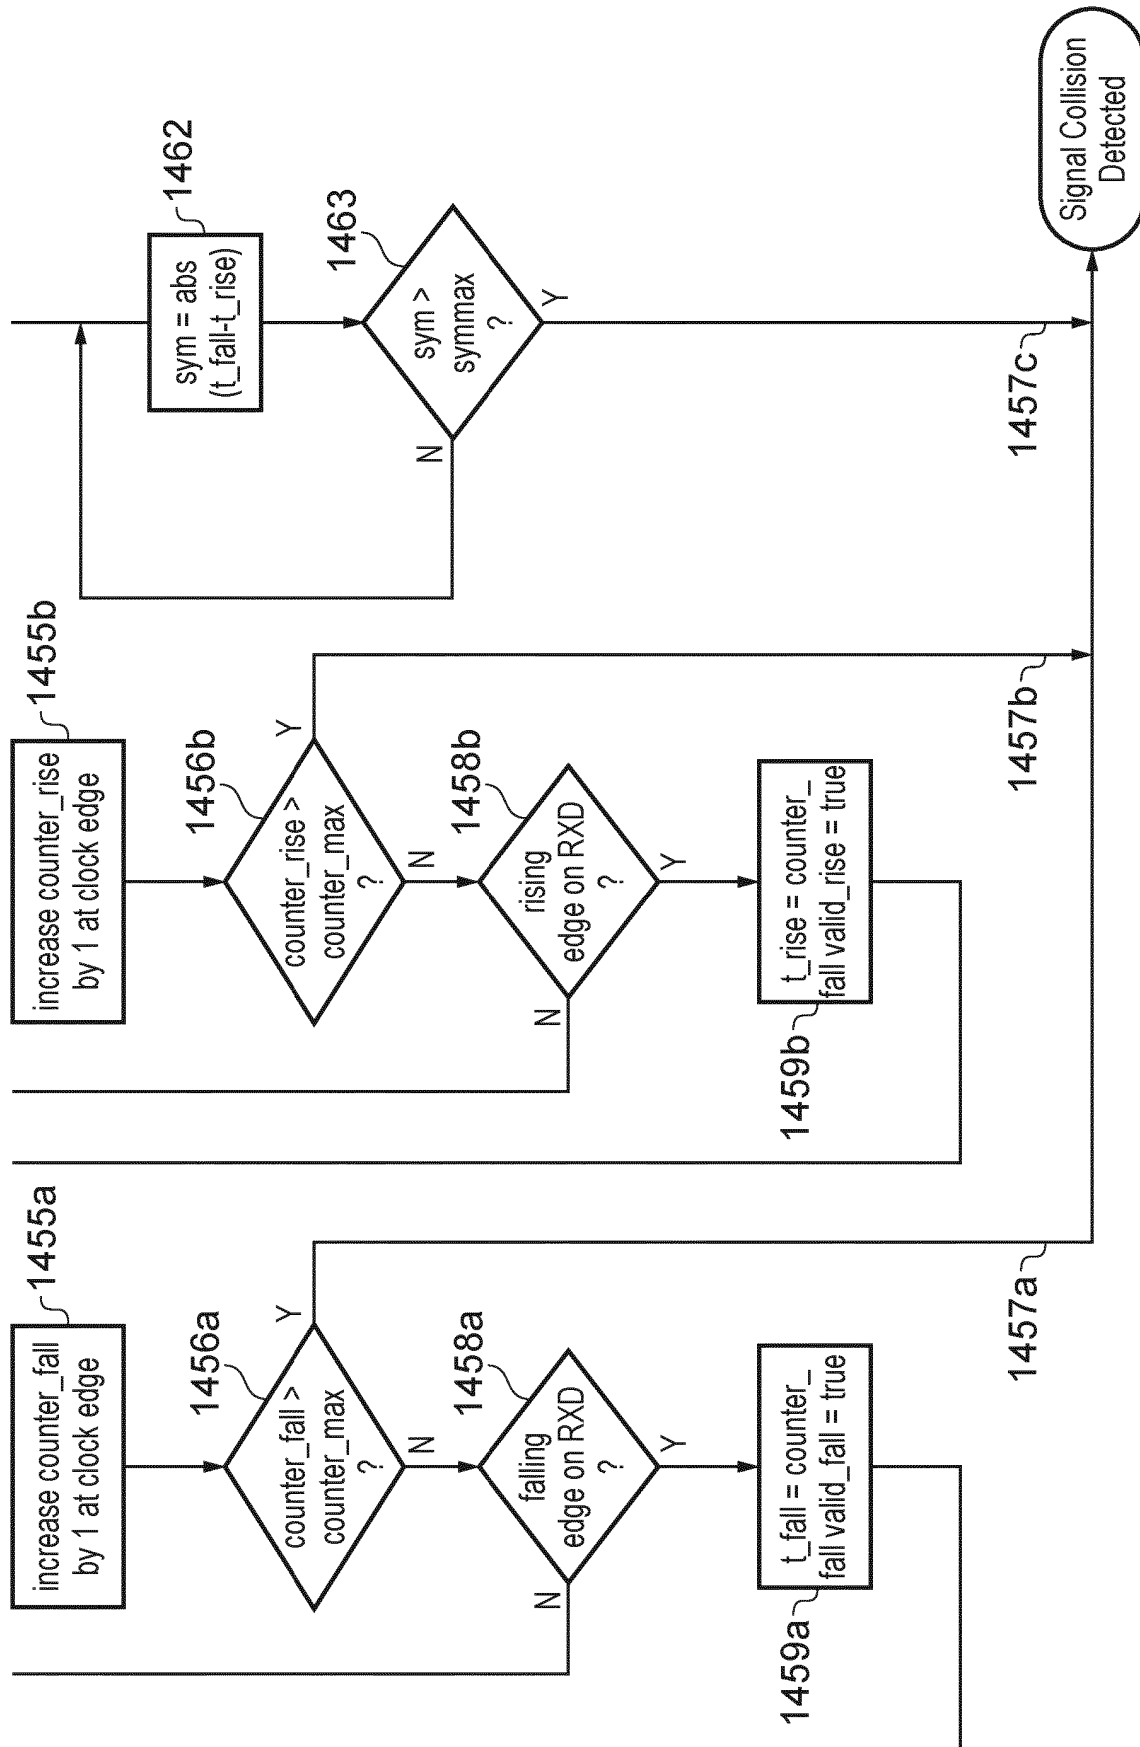 increase counter_fall
by 1 at clock edge
1455a
counter_fall >
counter_max
?
1456a
Y
N
falling
edge on RXD
?
1458a
N
Y
t_fall = counter_
fall valid_fall = true
1459a
1457a
increase counter_rise
by 1 at clock edge
1455b
counter_rise >
counter_max
?
1456b
Y
N
rising
edge on RXD
?
1458b
N
Y
t_rise = counter_
fall valid_rise = true
1459b
1457b
sym = abs
(t_fall-t_rise)
1462
sym >
symmax
?
1463
N
Y
1457c
Signal Collision
Detected